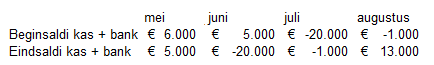 mei juni juli augustus
Beginsaldi kas + bank € 6.000 € 5.000 € -20.000 € -1.000
Eindsaldi kas + bank € 5.000 € -20.000 € -1.000 € 13.000